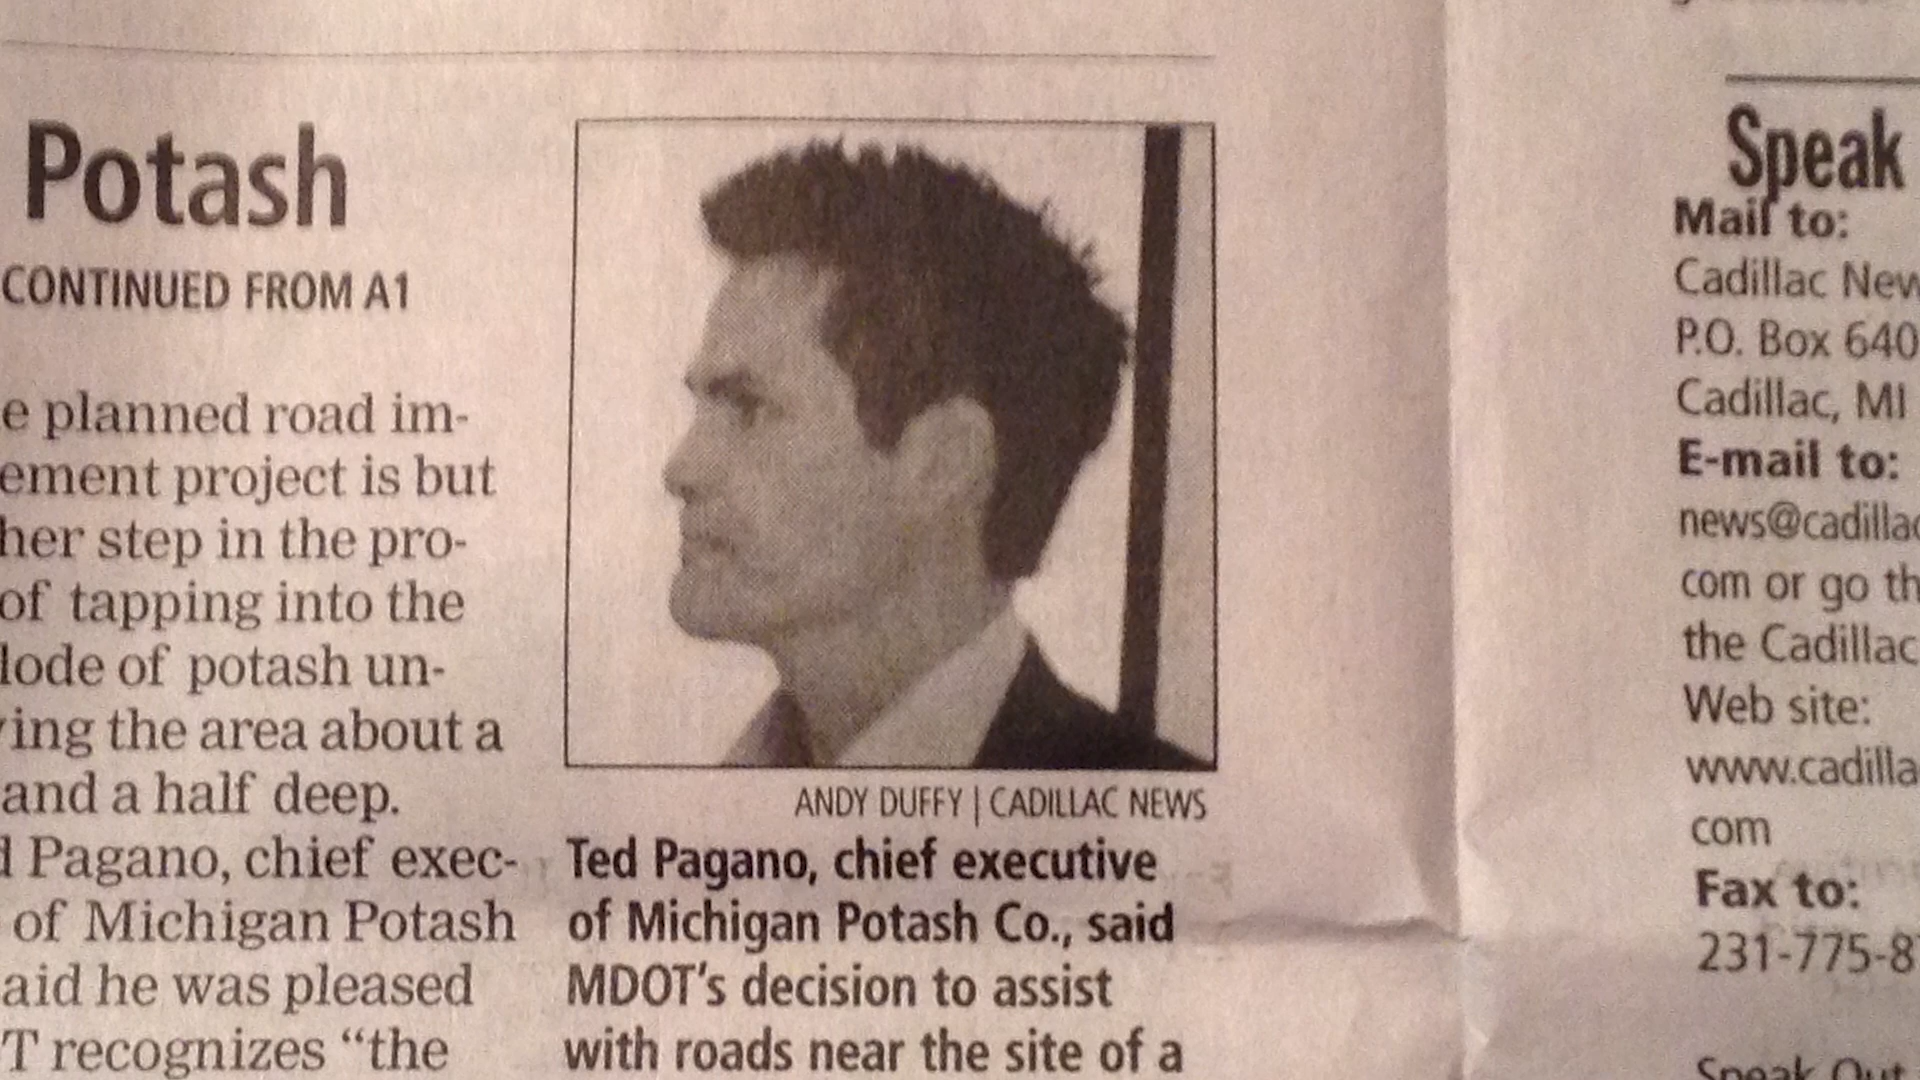 Potash
CONTINUED FROM A1
e planned road im-
ement project is but
her step in the pro-
of tapping into the
lode of potash un-
ing the area about a
and a half deep.
Pagano, chief exec-
of Michigan Potash
aid he was pleased
T recognizes “the
ANDY DUFFY | CADILLAC NEWS
Ted Pagano, chief executive
of Michigan Potash Co., said
MDOT's decision to assist
with roads near the site of a
Speak
Mail to:
Cadillac New
P.O. Box 640
Cadillac, MI
E-mail to:
news@cadillac
com or go th
the Cadillac
Web site:
www.cadilla
com
Fax to:
231-775-8
Speak Out